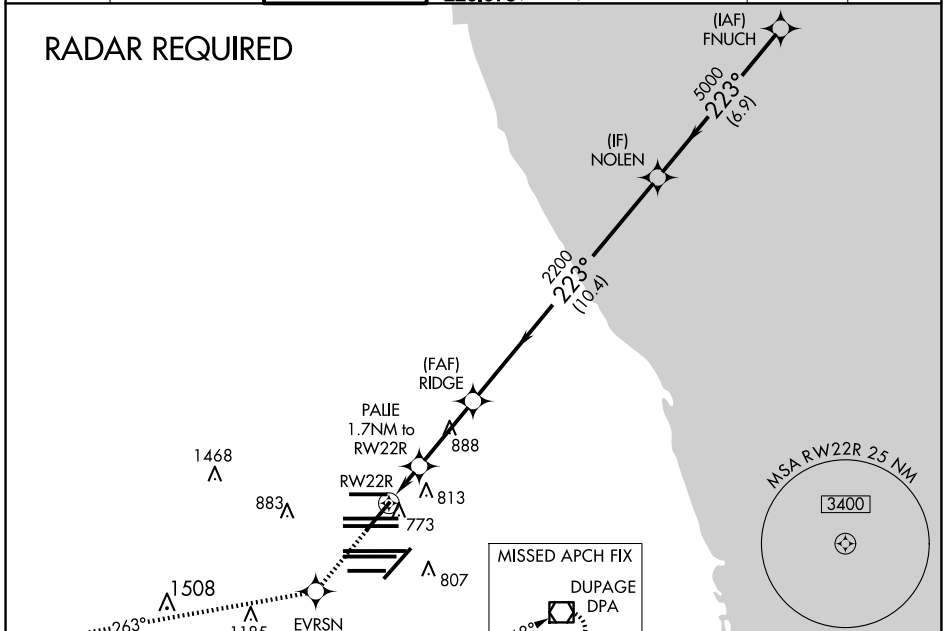 RADAR REQUIRED
(IAF)
FNUCH
5000
223°
(6.9)
(IF)
NOLEN
2200
223°
(10.4)
(FAF)
RIDGE
PALIE
1.7NM to
RW22R
888
1468
RW22R
813
883
773
MSA RW22R 25 NM
3400
807
MISSED APCH FIX
DUPAGE
DPA
1508
263°
EVRSN